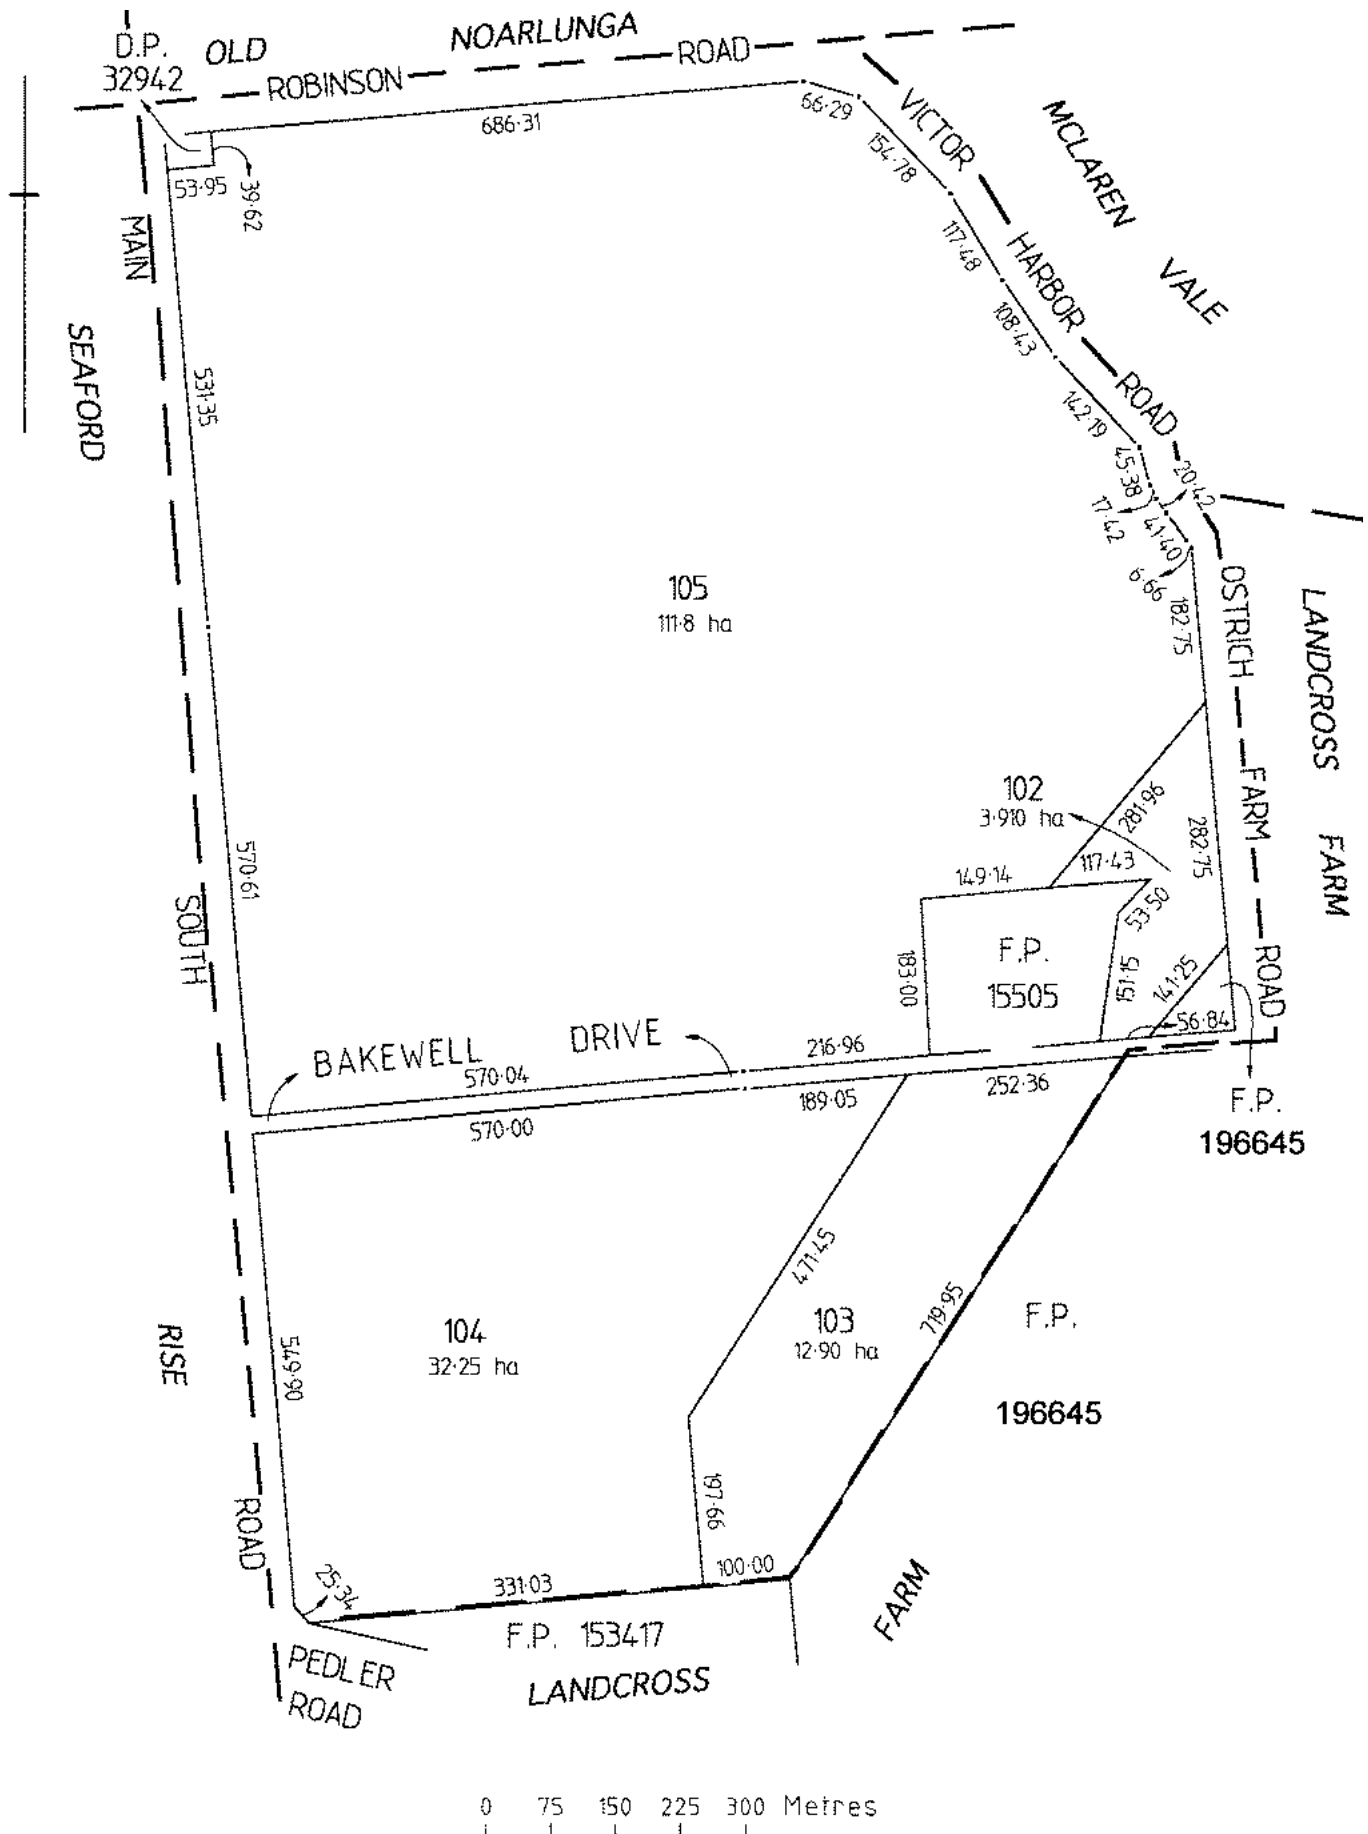 D.P.
32942
OLD
NOARLUNGA
ROBINSON
ROAD
686·31
66·29
VICTOR
HARBOR
ROAD
MCLAREN
VALE
154·78
117·48
108·43
142·19
45·38
20·42
17·42
41·40
6·66
53·95
39·62
MAIN
SOUTH
ROAD
SEAFORD
RISE
531·35
570·61
105
111·8 ha
182·75
OSTRICH
FARM
ROAD
LANDCROSS
FARM
102
3·910 ha
281·96
282·75
149·14
117·43
53·50
183·00
F.P.
15505
151·15
141·25
56·84
BAKEWELL
DRIVE
570·04
216·96
570·00
189·05
252·36
F.P.
196645
471·45
719·95
104
32·25 ha
103
12·90 ha
F.P.
196645
549·90
197·66
25·34
331·03
100·00
F.P. 153417
PEDLER
ROAD
LANDCROSS
FARM
0 75 150 225 300 Metres